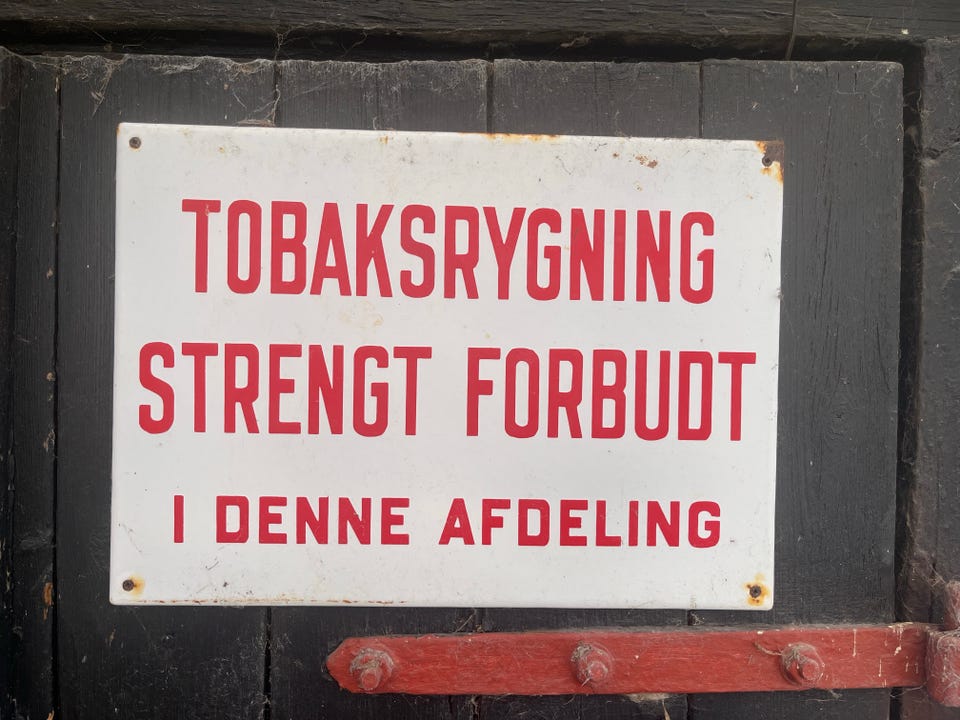 TOBAKSRYGNING
STRENGT FORBUDT
I DENNE AFDELING